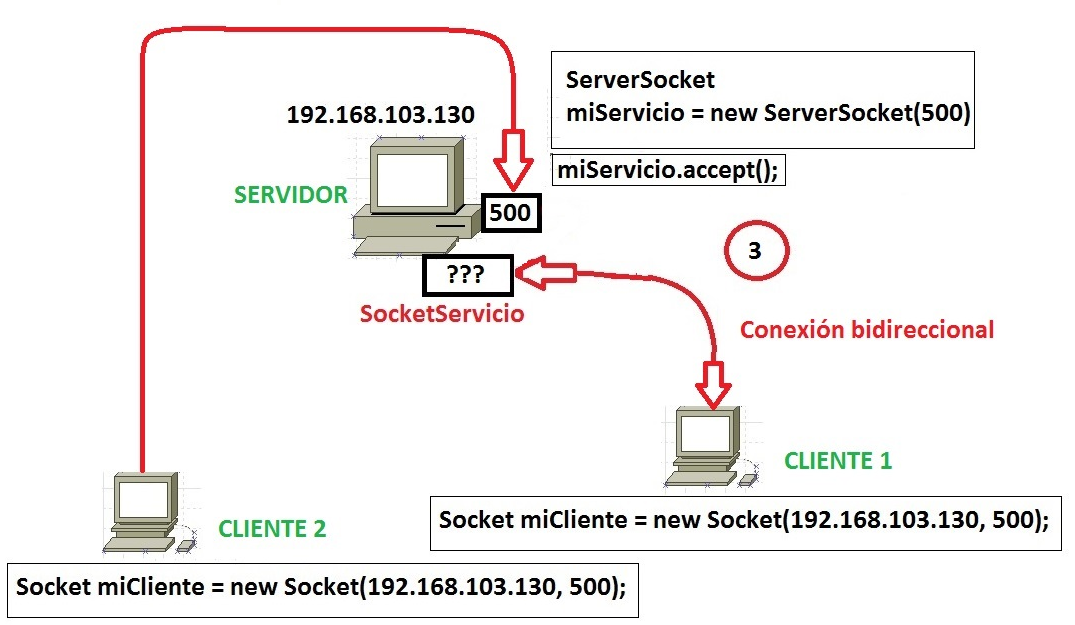 ServerSocket
miServicio = new ServerSocket(500)
192.168.103.130
miServicio.accept();
SERVIDOR
500
3
???
SocketServicio
Conexión bidireccional
CLIENTE 1
Socket miCliente = new Socket(192.168.103.130, 500);
CLIENTE 2
Socket miCliente = new Socket(192.168.103.130, 500);